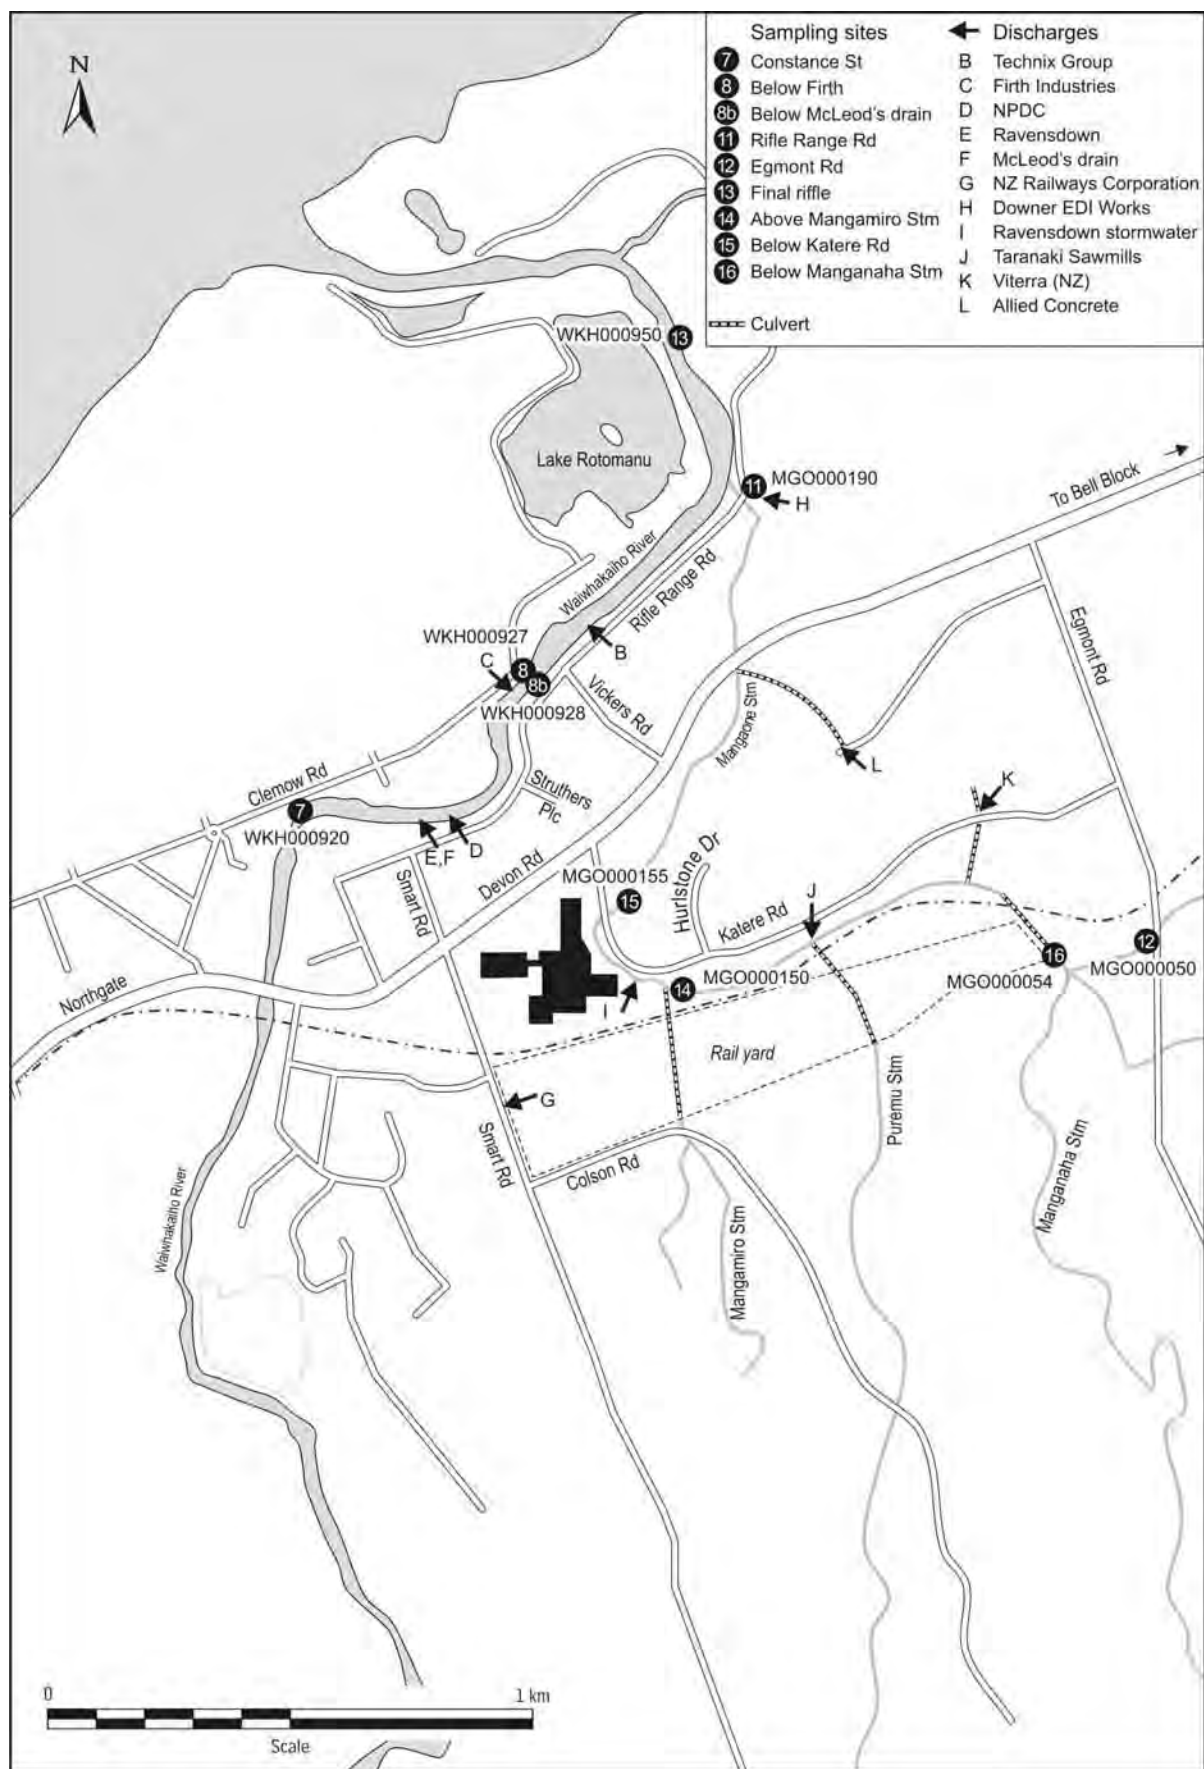 N
Sampling sites
7 Constance St
8 Below Firth
8b Below McLeod's drain
11 Rifle Range Rd
12 Egmont Rd
13 Final riffle
14 Above Mangamiro Stm
15 Below Katere Rd
16 Below Manganaha Stm
Culvert
Discharges
B Technix Group
C Firth Industries
D NPDC
E Ravensdown
F McLeod's drain
G NZ Railways Corporation
H Downer EDI Works
I Ravensdown stormwater
J Taranaki Sawmills
K Viterra (NZ)
L Allied Concrete
WKH000950 13
Lake Rotomanu
11 MGO000190
H
To Bell Block
Waiwhakaiho River
Rifle Range Rd
Egmont Rd
WKH000927
B
C
8
8b
WKH000928
Vickers Rd
Mangaone Stm
L
Clemow Rd
Struthers
Plc
K
7
WKH000920
E,F
D
Devon Rd
Hurlstone Dr
MGO000155
15
Smart Rd
J
Katere Rd
12
16
MGO000050
MGO000054
Northgate
MGO000150
14
I
Rail yard
G
Puremu Stm
Smart Rd
Colson Rd
Manganaha Stm
Waiwhakaiho River
Mangamiro Stm
0 1 km
Scale